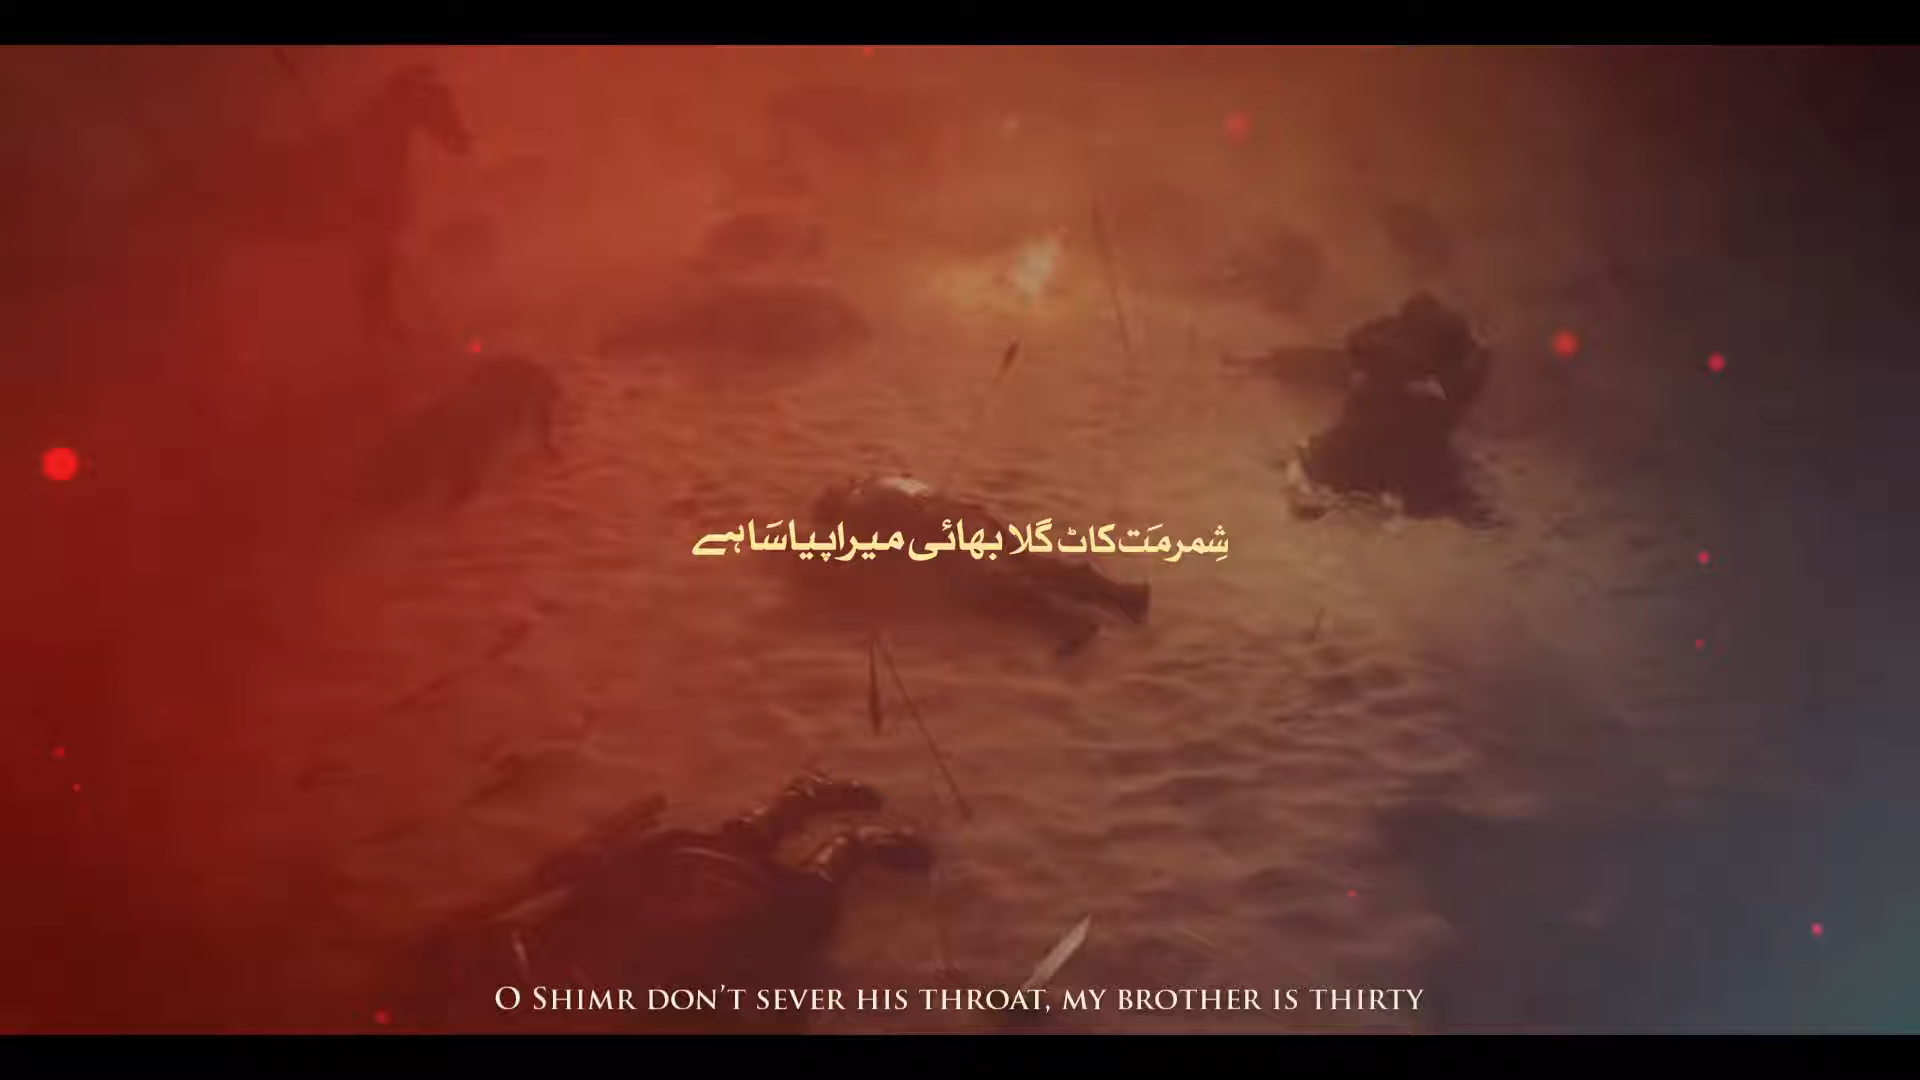 شِمر مَت کاٹ گلا بھائی میرا پیاسَا ہے
O SHIMR DON'T SEVER HIS THROAT, MY BROTHER IS THIRTY